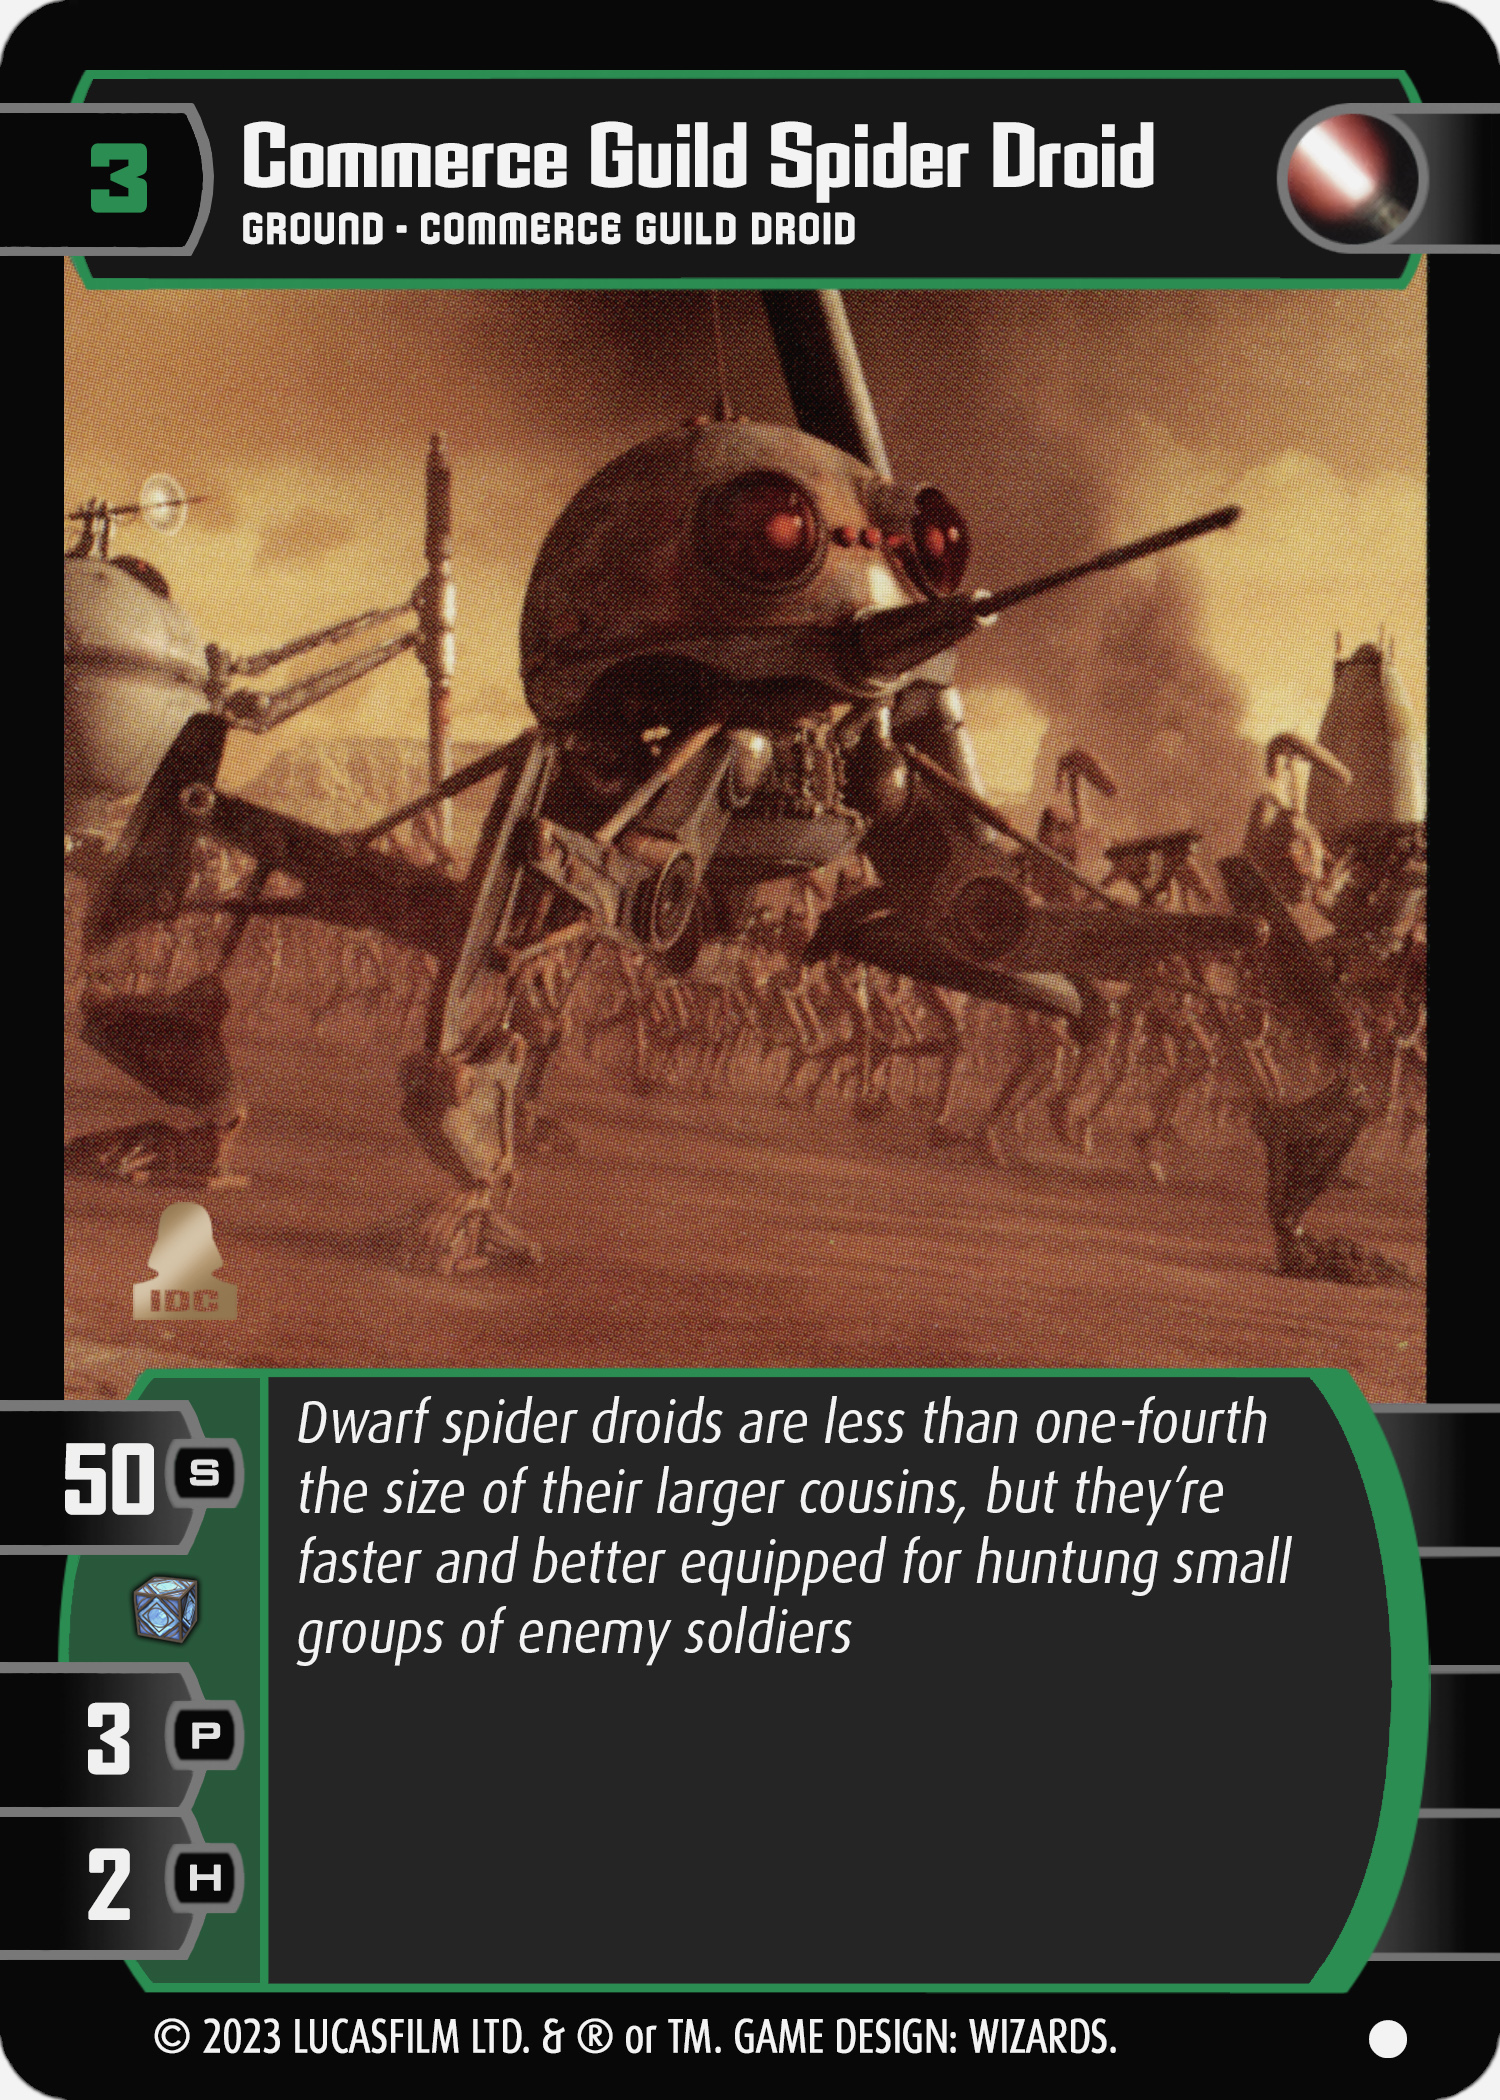 3
Commerce Guild Spider Droid
GROUND - COMMERCE GUILD DROID
IDC
50 S
Dwarf spider droids are less than one-fourth
the size of their larger cousins, but they're
faster and better equipped for huntung small
groups of enemy soldiers
3 P
2 H
© 2023 LUCASFILM LTD. & ® or TM. GAME DESIGN: WIZARDS.